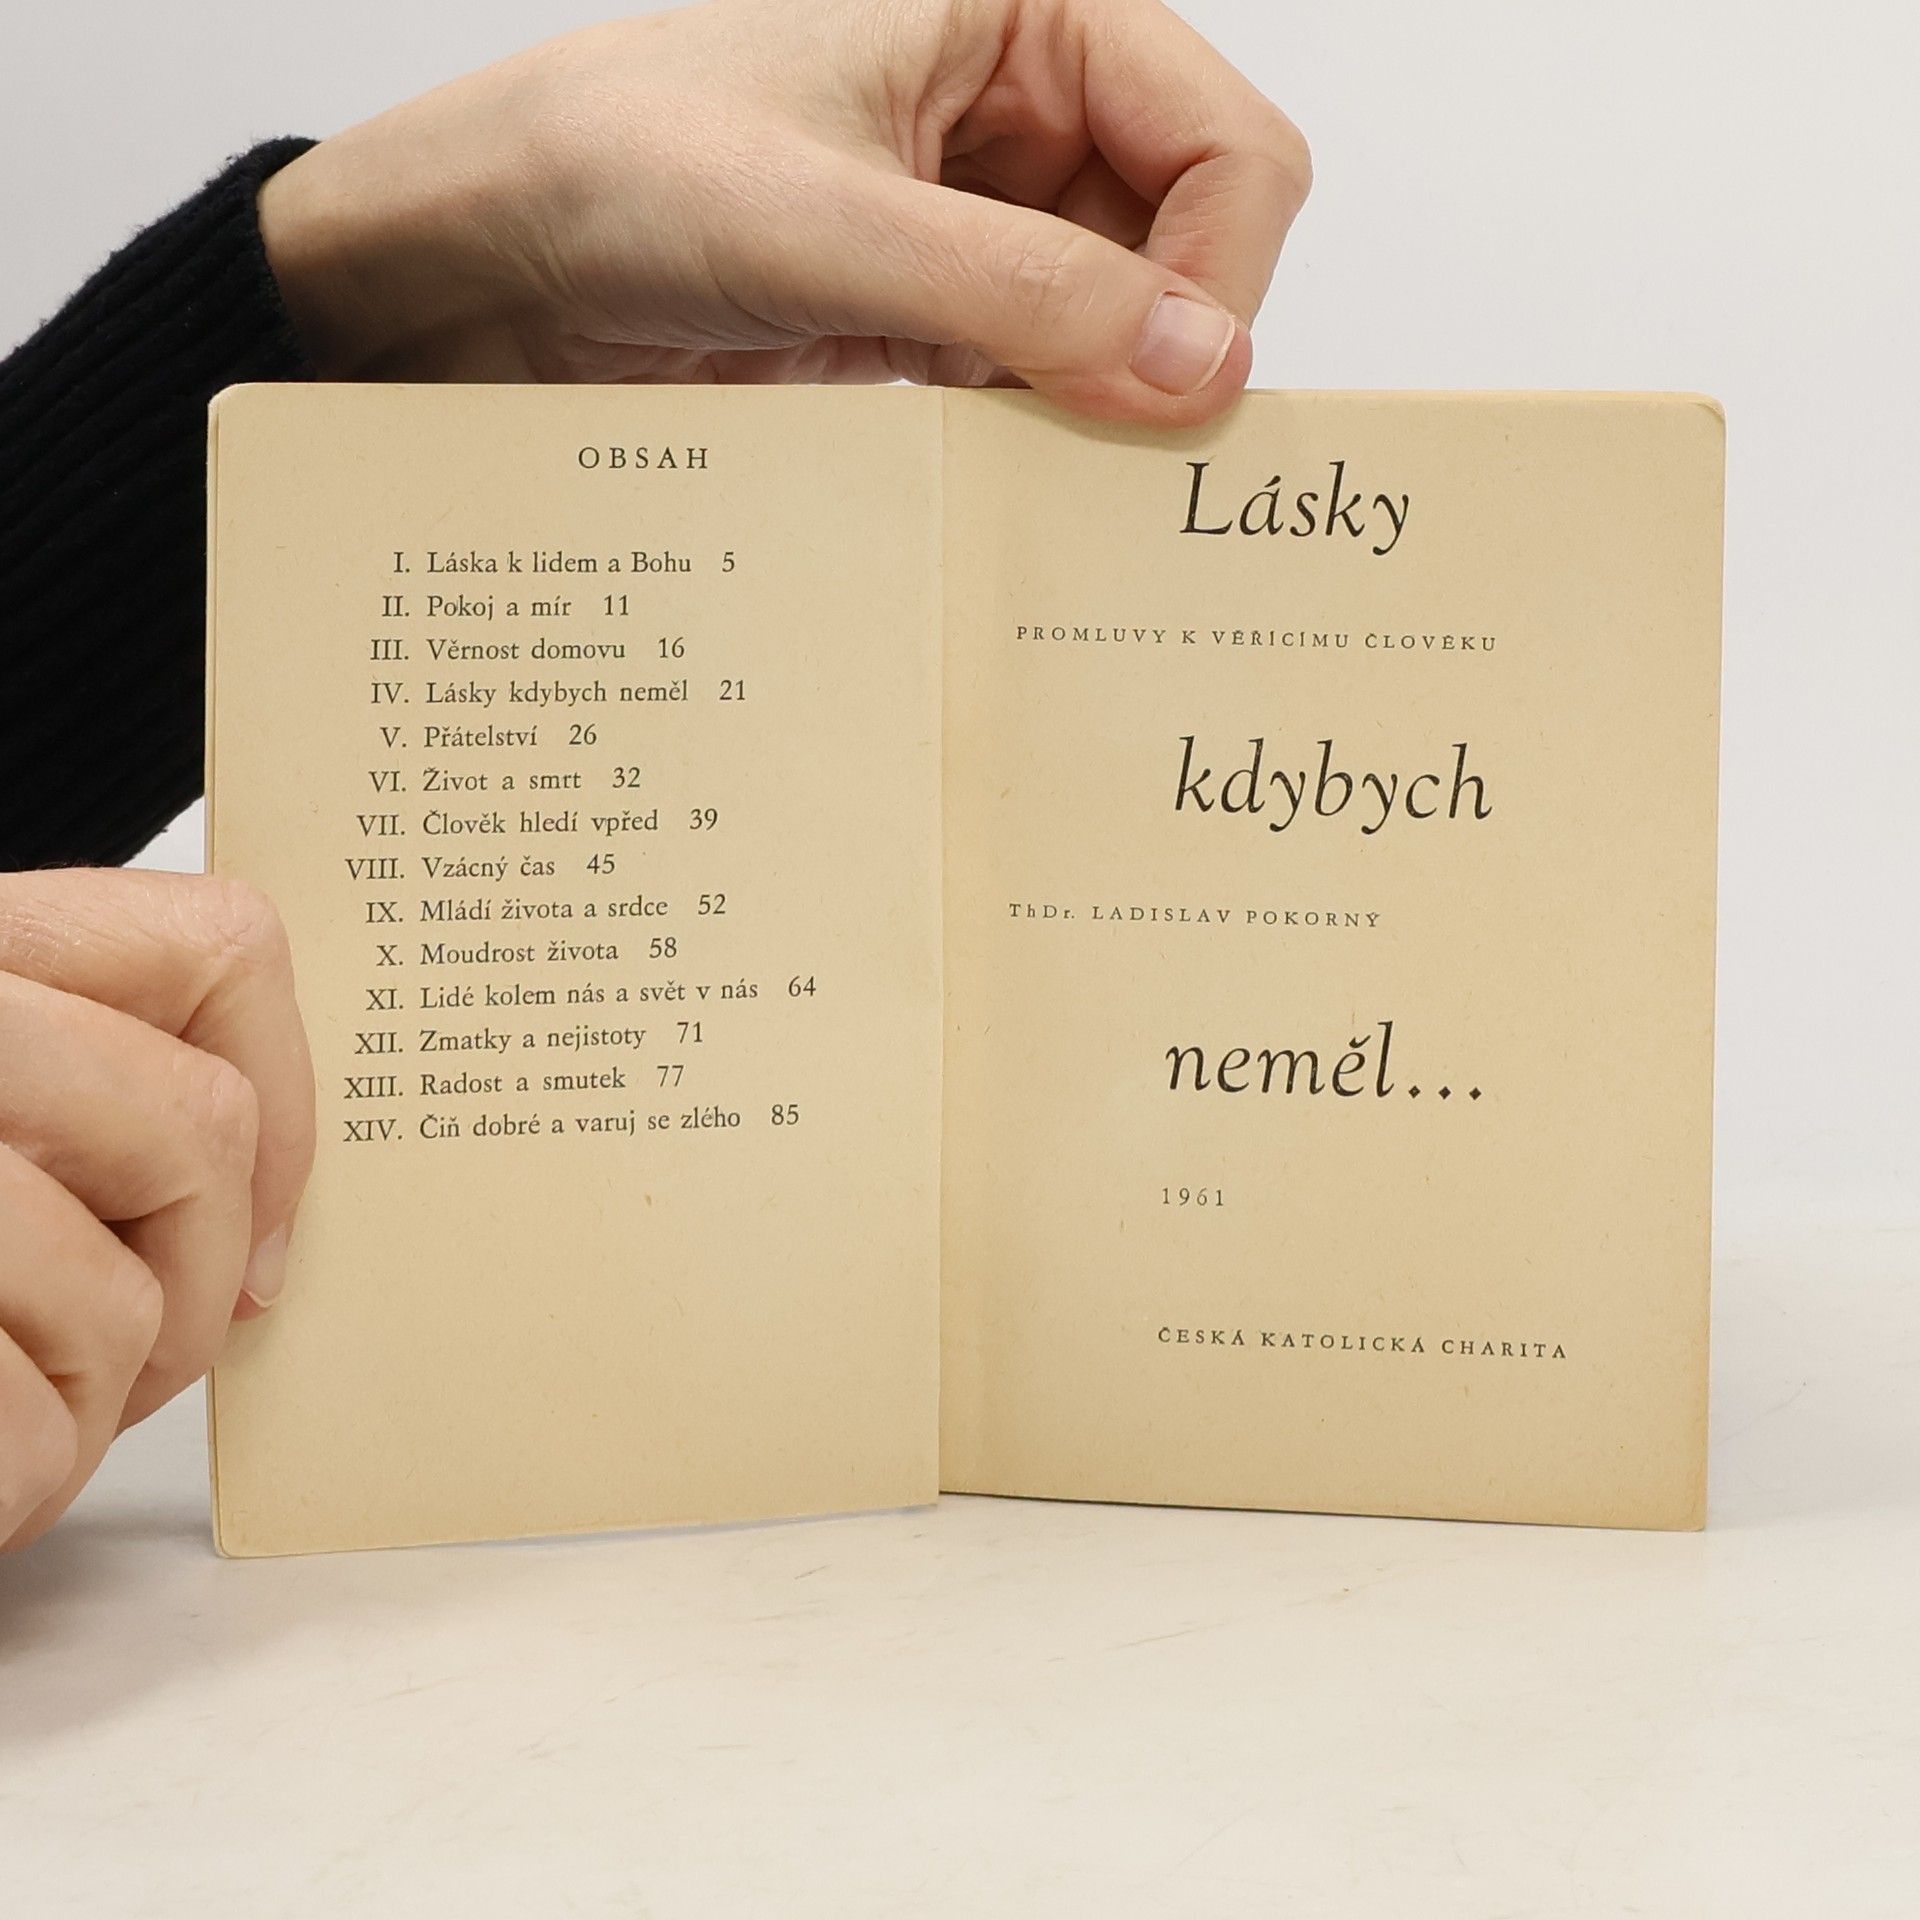 OBSAH
I. Láska k lidem a Bohu 5
II. Pokoj a mír 11
III. Věrnost domovu 16
IV. Lásky kdybych neměl 21
V. Přátelství 26
VI. Život a smrt 32
VII. Člověk hledí vpřed 39
VIII. Vzácný čas 45
IX. Mládí života a srdce 52
X. Moudrost života 58
XI. Lidé kolem nás a svět v nás 64
XII. Zmatky a nejistoty 71
XIII. Radost a smutek 77
XIV. Čiň dobré a varuj se zlého 85
Lásky
PROMLUVY K VĚŘÍCÍMU ČLOVĚKU
kdybych
ThDr. LADISLAV POKORNÝ
neměl...
1961
ČESKÁ KATOLICKÁ CHARITA